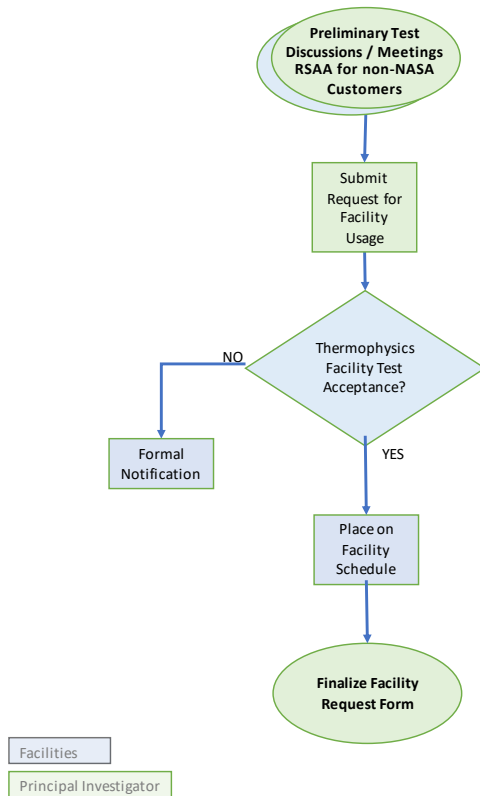 Preliminary Test
Discussions / Meetings
RSAA for non-NASA
Customers
Submit
Request for
Facility
Usage
Thermophysics
Facility Test
Acceptance?
NO
YES
Formal
Notification
Place on
Facility
Schedule
Finalize Facility
Request Form
Facilities
Principal Investigator